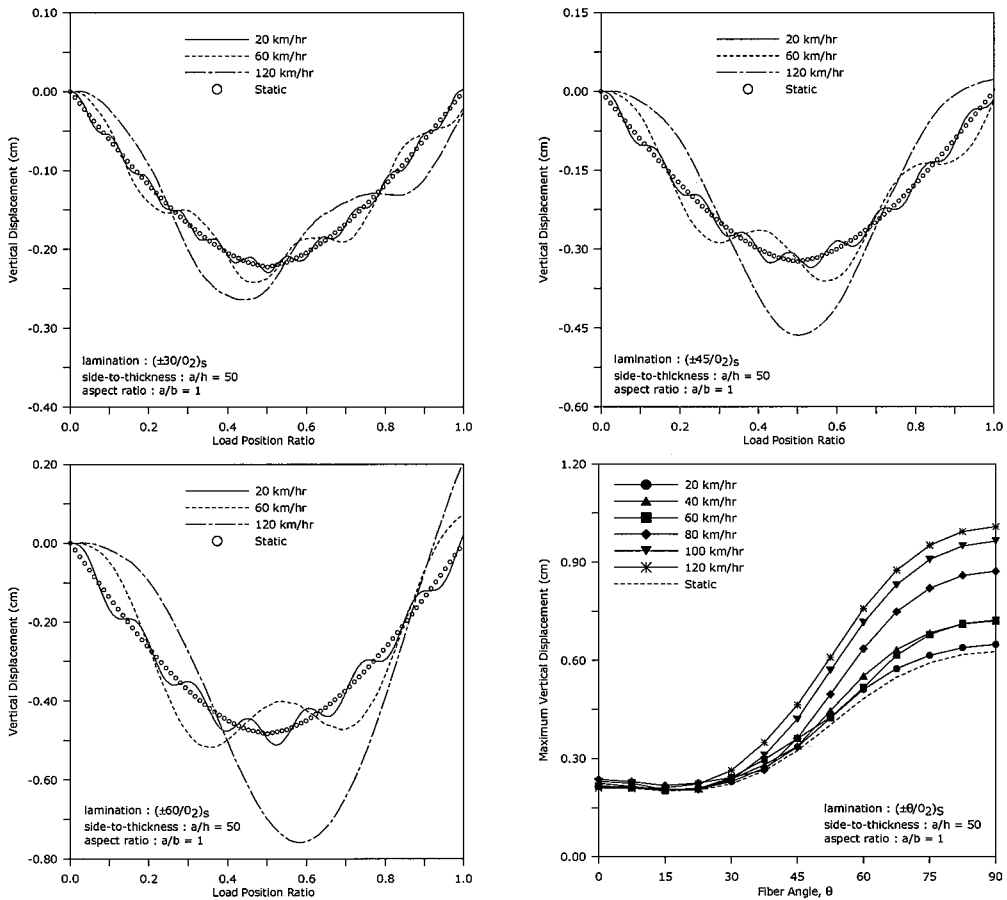 0.00
-0.10
-0.20
-0.30
-0.40
Vertical Displacement (cm)
20 km/hr
60 km/hr
120 km/hr
Static
lamination : (±30/0₂)s
side-to-thickness : a/h = 50
aspect ratio : a/b = 1
0.0 0.2 0.4 0.6 0.8 1.0
Load Position Ratio
0.15
0.00
-0.15
-0.30
-0.45
-0.60
Vertical Displacement (cm)
20 km/hr
60 km/hr
120 km/hr
Static
lamination : (±45/0₂)s
side-to-thickness : a/h = 50
aspect ratio : a/b = 1
0.0 0.2 0.4 0.6 0.8 1.0
Load Position Ratio
0.20
0.00
-0.20
-0.40
-0.60
-0.80
Vertical Displacement (cm)
20 km/hr
60 km/hr
120 km/hr
Static
lamination : (±60/0₂)s
side-to-thickness : a/h = 50
aspect ratio : a/b = 1
0.0 0.2 0.4 0.6 0.8 1.0
Load Position Ratio
1.20
0.90
0.60
0.30
0.00
Maximum Vertical Displacement (cm)
20 km/hr
40 km/hr
60 km/hr
80 km/hr
100 km/hr
120 km/hr
Static
lamination : (±θ/0₂)s
side-to-thickness : a/h = 50
aspect ratio : a/b = 1
0 15 30 45 60 75 90
Fiber Angle, θ